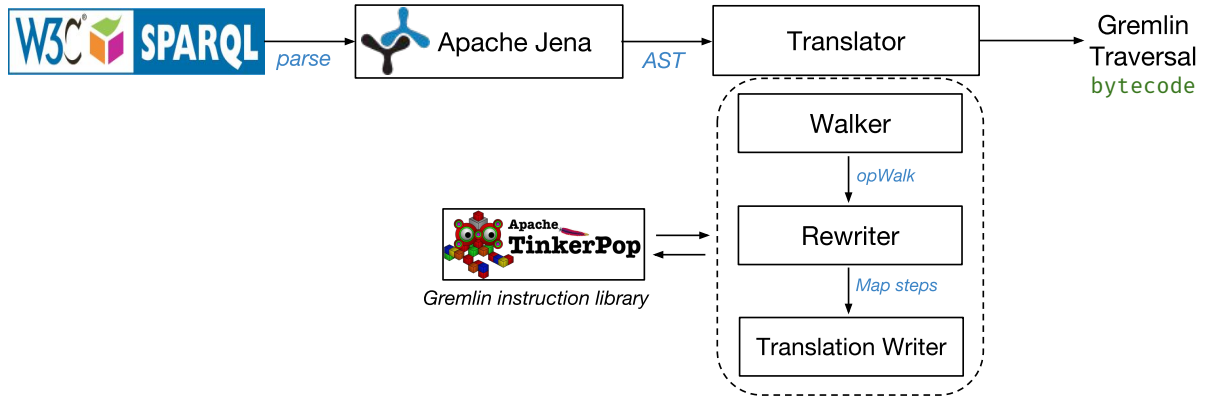 W3C® SPARQL
parse
Apache Jena
AST
Translator
Gremlin
Traversal
bytecode
Walker
opWalk
Rewriter
Map steps
Translation Writer
Apache
TinkerPop
Gremlin instruction library